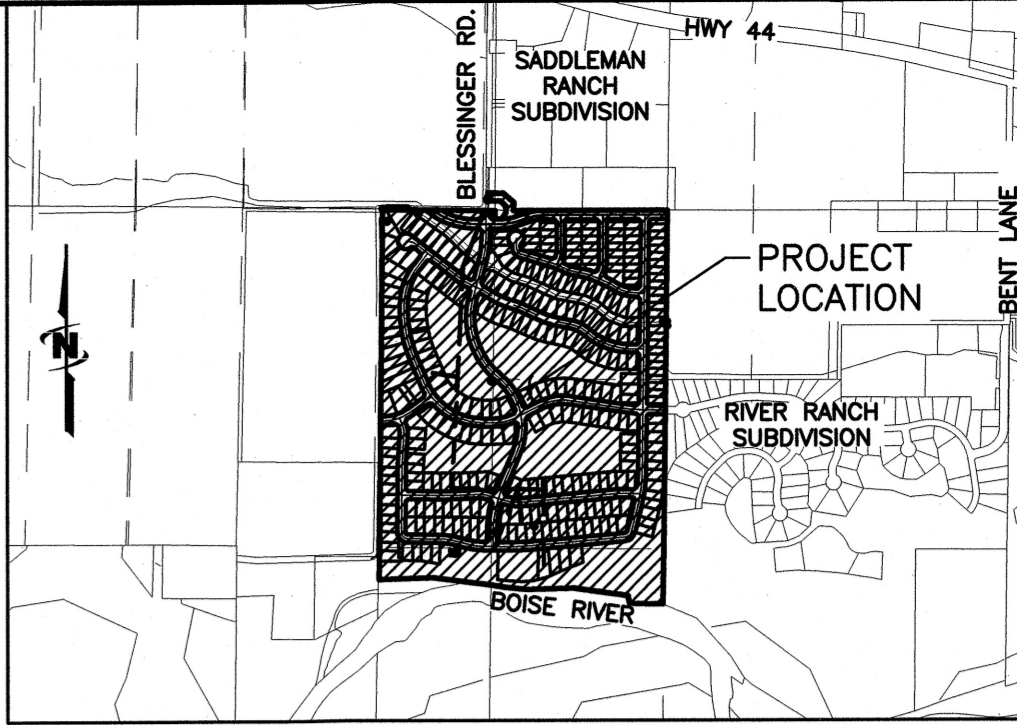 HWY 44
BLESSINGER RD.
SADDLEMAN
RANCH
SUBDIVISION
BENT LANE
PROJECT
LOCATION
N
RIVER RANCH
SUBDIVISION
BOISE RIVER